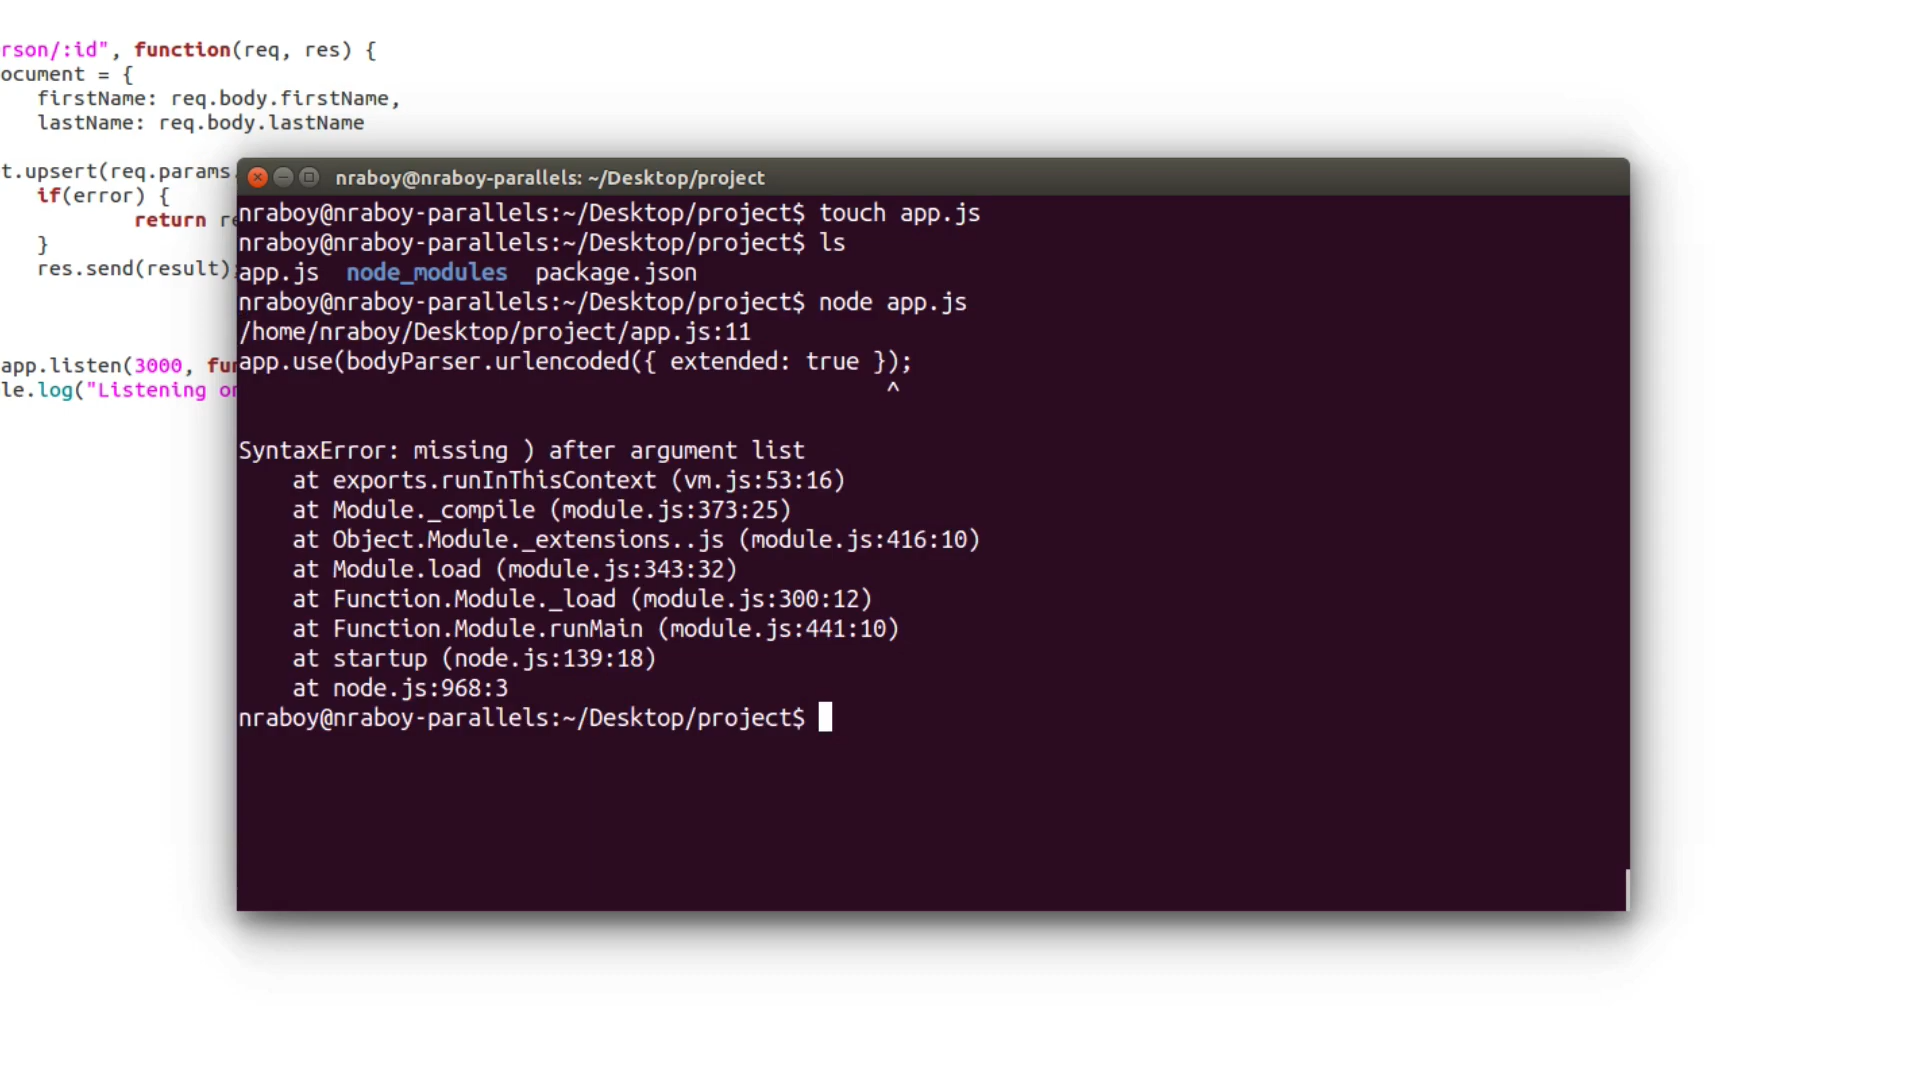 rson/:id", function(req, res) {
ocument = {
firstName: req.body.firstName,
lastName: req.body.lastName
t.upsert(req.params.
if(error) {
return re
}
res.send(result);
app.listen(3000, fun
le.log("Listening on
nraboy@nraboy-parallels: ~/Desktop/project
nraboy@nraboy-parallels:~/Desktop/project$ touch app.js
nraboy@nraboy-parallels:~/Desktop/project$ ls
app.js  node_modules  package.json
nraboy@nraboy-parallels:~/Desktop/project$ node app.js
/home/nraboy/Desktop/project/app.js:11
app.use(bodyParser.urlencoded({ extended: true });
^
SyntaxError: missing ) after argument list
at exports.runInThisContext (vm.js:53:16)
at Module._compile (module.js:373:25)
at Object.Module._extensions..js (module.js:416:10)
at Module.load (module.js:343:32)
at Function.Module._load (module.js:300:12)
at Function.Module.runMain (module.js:441:10)
at startup (node.js:139:18)
at node.js:968:3
nraboy@nraboy-parallels:~/Desktop/project$